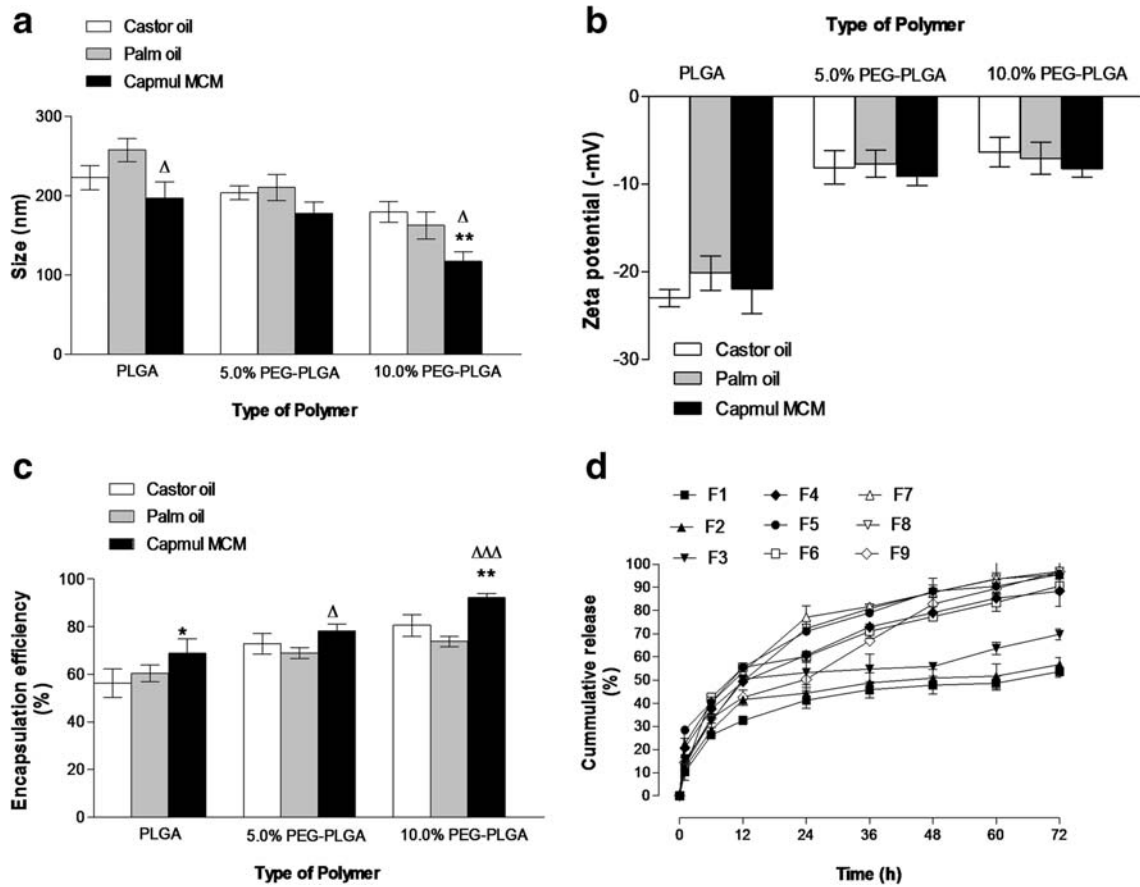 a
Castor oil
Palm oil
Capmul MCM
300
200
100
0
Size (nm)
Δ
Δ
**
PLGA
5.0% PEG-PLGA
10.0% PEG-PLGA
Type of Polymer
b
Type of Polymer
PLGA
5.0% PEG-PLGA
10.0% PEG-PLGA
0
-10
-20
-30
Zeta potential (-mV)
Castor oil
Palm oil
Capmul MCM
c
Castor oil
Palm oil
Capmul MCM
100
80
60
40
20
0
Encapsulation efficiency
(%)
*
Δ
ΔΔΔ
**
PLGA
5.0% PEG-PLGA
10.0% PEG-PLGA
Type of Polymer
d
F1 F4 F7
F2 F5 F8
F3 F6 F9
100
90
80
70
60
50
40
30
20
10
0
Cummulative release
(%)
0 12 24 36 48 60 72
Time (h)